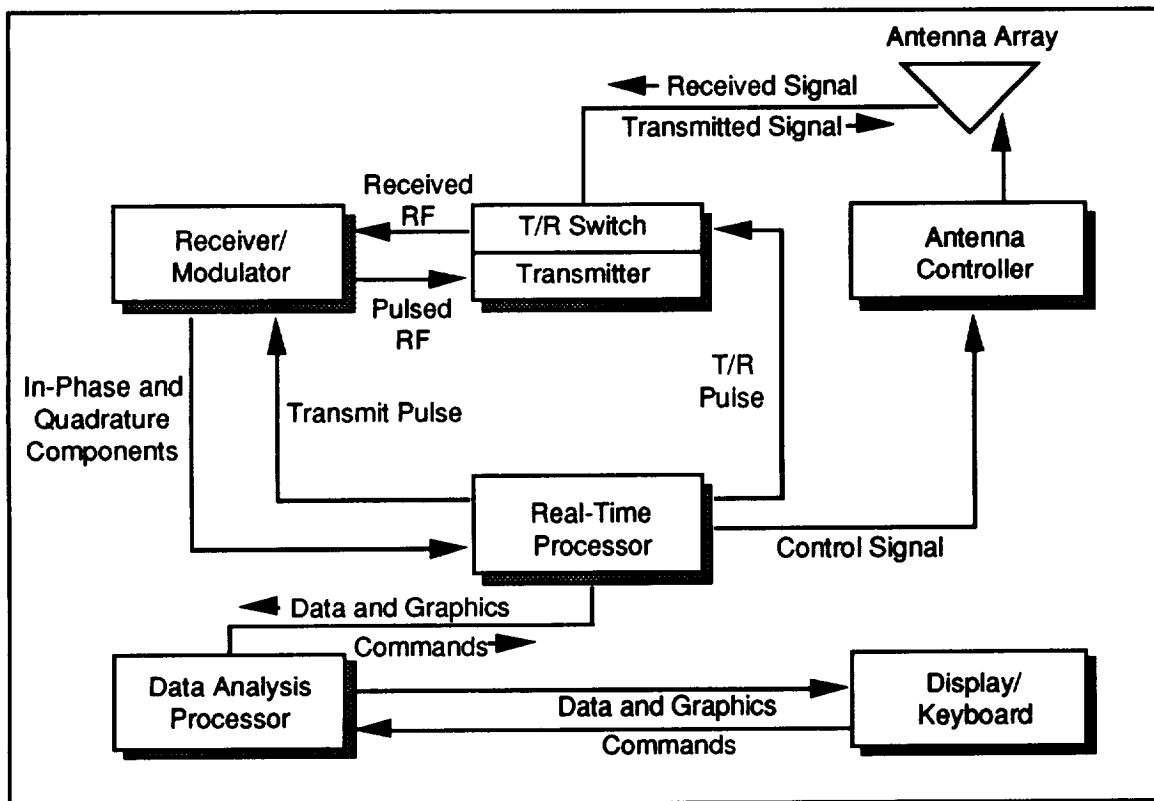 Antenna Array
Received Signal
Transmitted Signal
Received
RF
T/R Switch
Transmitter
Receiver/
Modulator
Antenna
Controller
Pulsed
RF
T/R
Pulse
In-Phase and
Quadrature
Components
Transmit Pulse
Real-Time
Processor
Control Signal
Data and Graphics
Commands
Data Analysis
Processor
Data and Graphics
Commands
Display/
Keyboard